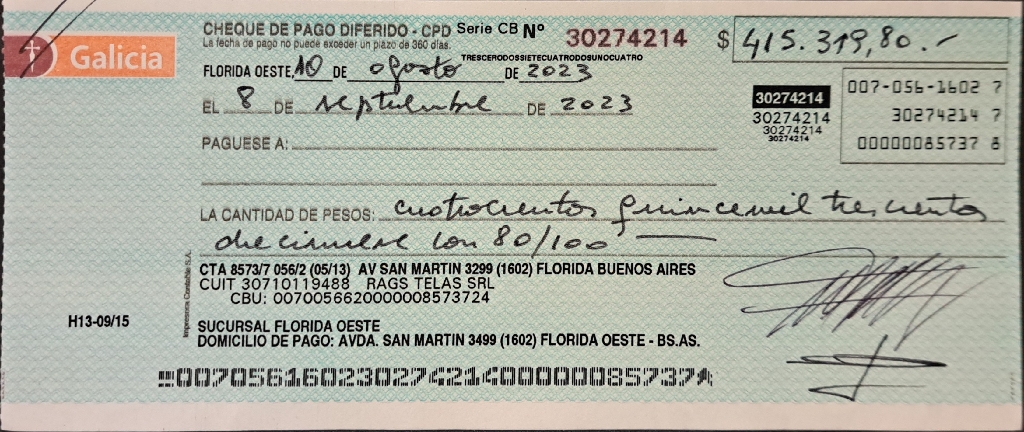 Galicia
CHEQUE DE PAGO DIFERIDO - CPD Serie CB Nº 30274214 $ 415.319,80.-
La fecha de pago no puede exceder un plazo de 360 días.
TRESCERODOSSIETECUATRODOSUNOCUATRO
FLORIDA OESTE, 10 DE agosto DE 2023
EL 8 DE septiembre DE 2023
30274214
30274214
30274214
30274214
007-056-1602 7
30274214 7
00000085737 8
PAGUESE A:
LA CANTIDAD DE PESOS: cuatrocientos quince mil trescientos
diecinueve con 80/100
CTA 8573/7 056/2 (05/13) AV SAN MARTIN 3299 (1602) FLORIDA BUENOS AIRES
CUIT 30710119488 RAGS TELAS SRL
CBU: 0070056620000008573724
Impresora Contable S.A.
H13-09/15
SUCURSAL FLORIDA OESTE
DOMICILIO DE PAGO: AVDA. SAN MARTIN 3499 (1602) FLORIDA OESTE - BS.AS.
00705616023027421400000085737